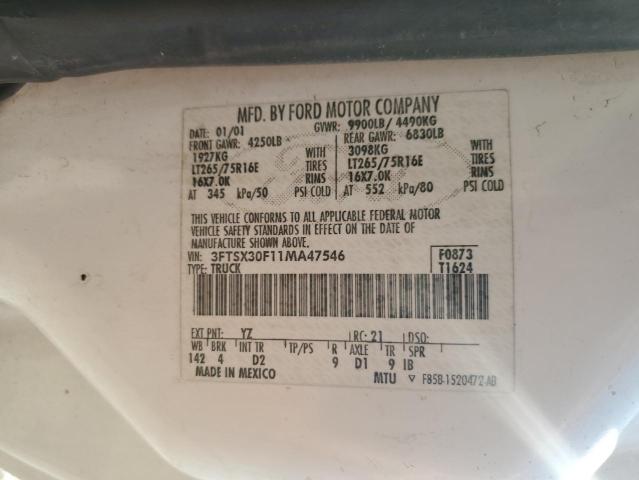 MFD. BY FORD MOTOR COMPANY
DATE: 01/01 GVWR: 9900LB/ 4490KG
FRONT GAWR: 4250LB REAR GAWR: 6830LB
1927KG WITH 3098KG WITH
LT265/75R16E TIRES LT265/75R16E TIRES
16X7.0K RIMS 16X7.0K RIMS
AT 345 kPa/50 PSI COLD AT 552 kPa/80 PSI COLD
THIS VEHICLE CONFORMS TO ALL APPLICABLE FEDERAL MOTOR
VEHICLE SAFETY STANDARDS IN EFFECT ON THE DATE OF
MANUFACTURE SHOWN ABOVE.
VIN: 3FTSX30F11MA47546 F0873
TYPE: TRUCK T1624
EXT PNT: YZ RC: 21 DSO:
WB BRK INT TR TP/PS R AXLE TR SPR
142 4 D2 9 D1 9 IB
MADE IN MEXICO MTU ▽ F85B-1520472-AB